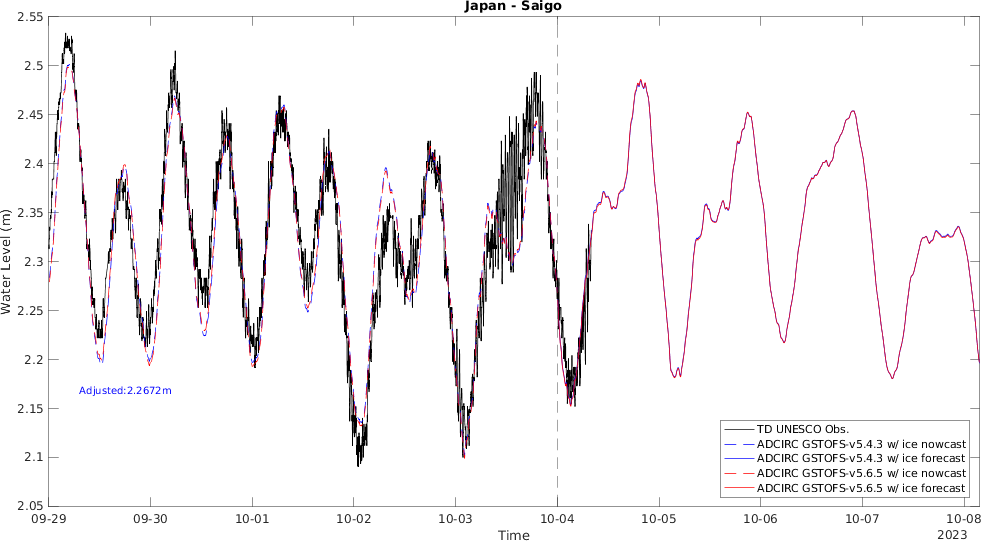 Japan - Saigo
Water Level (m)
2.55
2.5
2.45
2.4
2.35
2.3
2.25
2.2
2.15
2.1
2.05
Adjusted:2.2672m
TD UNESCO Obs.
ADCIRC GSTOFS-v5.4.3 w/ ice nowcast
ADCIRC GSTOFS-v5.4.3 w/ ice forecast
ADCIRC GSTOFS-v5.6.5 w/ ice nowcast
ADCIRC GSTOFS-v5.6.5 w/ ice forecast
09-29 09-30 10-01 10-02 10-03 10-04 10-05 10-06 10-07 10-08
Time
2023